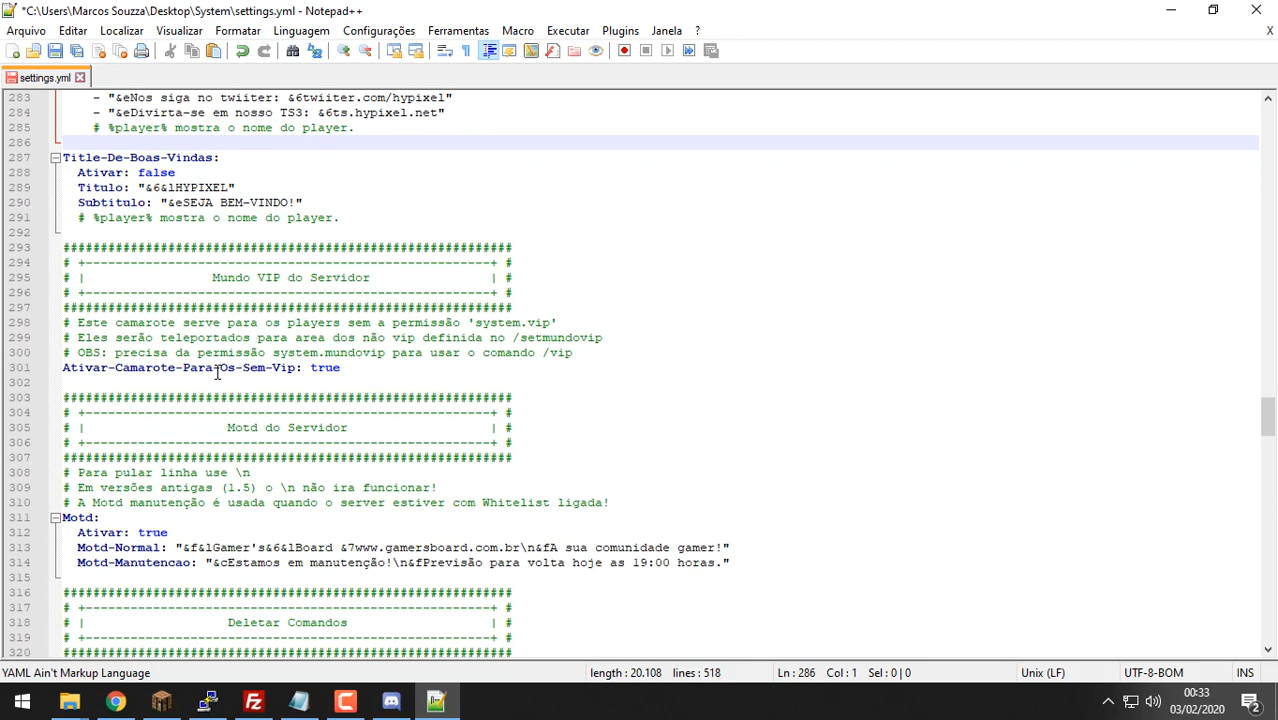 *C:\Users\Marcos Souzza\Desktop\System\settings.yml - Notepad++
Arquivo Editar Localizar Visualizar Formatar Linguagem Configurações Ferramentas Macro Executar Plugins Janela ? X
settings.yml
283 - "&eNos siga no twiiter: &6twiiter.com/hypixel"
284 - "&eDivirta-se em nosso TS3: &6ts.hypixel.net"
285 # %player% mostra o nome do player.
286
287 Title-De-Boas-Vindas:
288 Ativar: false
289 Titulo: "&6&lHYPIXEL"
290 Subtitulo: "&eSEJA BEM-VINDO!"
291 # %player% mostra o nome do player.
292
293 ############################################################
294 # +------------------------------------------------------+ #
295 # | Mundo VIP do Servidor | #
296 # +------------------------------------------------------+ #
297 ############################################################
298 # Este camarote serve para os players sem a permissão 'system.vip'
299 # Eles serão teleportados para area dos não vip definida no /setmundovip
300 # OBS: precisa da permissão system.mundovip para usar o comando /vip
301 Ativar-Camarote-Para-Os-Sem-Vip: true
302
303 ############################################################
304 # +------------------------------------------------------+ #
305 # | Motd do Servidor | #
306 # +------------------------------------------------------+ #
307 ############################################################
308 # Para pular linha use \n
309 # Em versões antigas (1.5) o \n não ira funcionar!
310 # A Motd manutenção é usada quando o server estiver com Whitelist ligada!
311 Motd:
312 Ativar: true
313 Motd-Normal: "&f&lGamer's&6&lBoard &7www.gamersboard.com.br\n&fA sua comunidade gamer!"
314 Motd-Manutencao: "&cEstamos em manutenção!\n&fPrevisão para volta hoje as 19:00 horas."
315
316 ############################################################
317 # +------------------------------------------------------+ #
318 # | Deletar Comandos | #
319 # +------------------------------------------------------+ #
320 ############################################################
YAML Ain't Markup Language length : 20.108 lines : 518 Ln : 286 Col : 1 Sel : 0 | 0 Unix (LF) UTF-8-BOM INS
00:33
03/02/2020
2